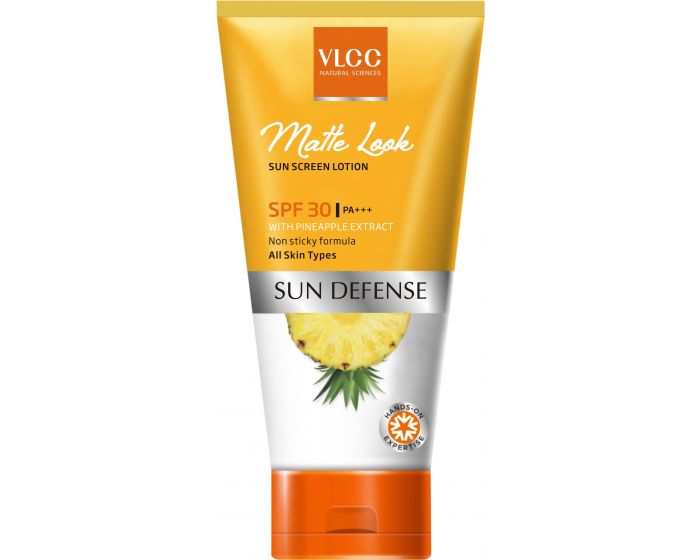 VLCC
NATURAL SCIENCES
Matte Look
SUN SCREEN LOTION
SPF 30 | PA+++
WITH PINEAPPLE EXTRACT
Non sticky formula
All Skin Types
SUN DEFENSE
HANDS-ON
EXPERTISE